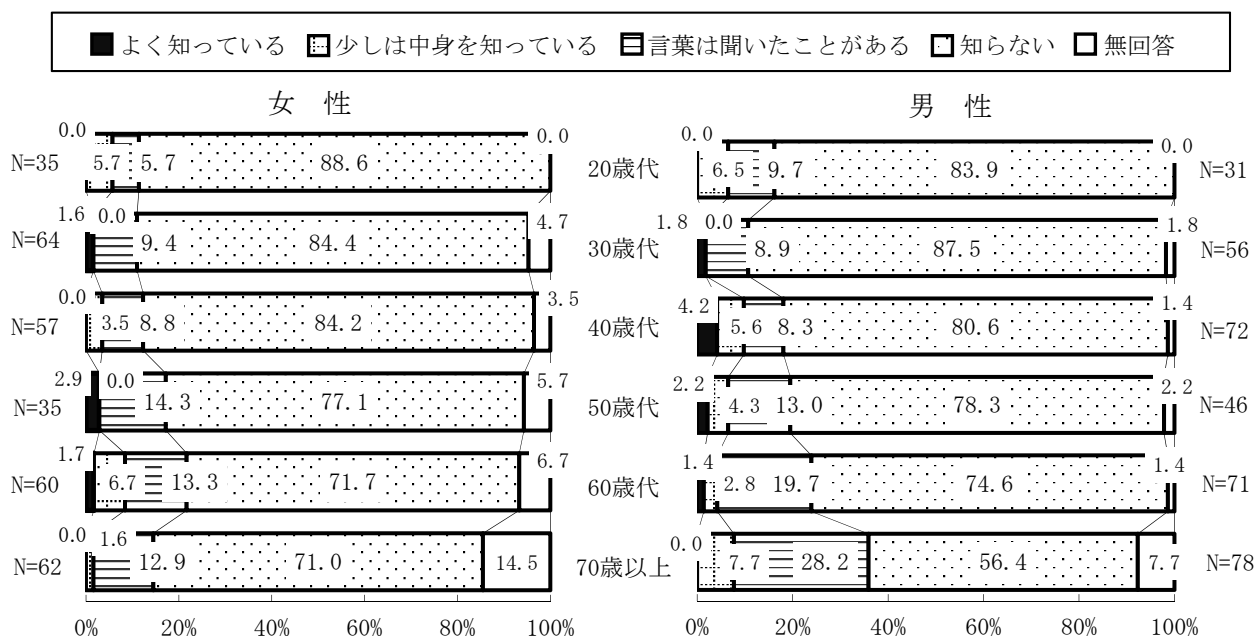 よく知っている 少しは中身を知っている 言葉は聞いたことがある 知らない 無回答
女 性 男 性
0.0 0.0 0.0 0.0
N=35 5.7 5.7 88.6 20歳代 6.5 9.7 83.9 N=31
1.6 0.0 4.7 1.8 0.0 1.8
N=64 9.4 84.4 30歳代 8.9 87.5 N=56
0.0 3.5 4.2 1.4
N=57 3.5 8.8 84.2 40歳代 5.6 8.3 80.6 N=72
2.9 0.0 5.7 2.2 2.2
N=35 14.3 77.1 50歳代 4.3 13.0 78.3 N=46
1.7 6.7 1.4 1.4
N=60 6.7 13.3 71.7 60歳代 2.8 19.7 74.6 N=71
0.0 1.6 0.0
N=62 12.9 71.0 14.5 70歳以上 7.7 28.2 56.4 7.7 N=78
0% 20% 40% 60% 80% 100% 0% 20% 40% 60% 80% 100%